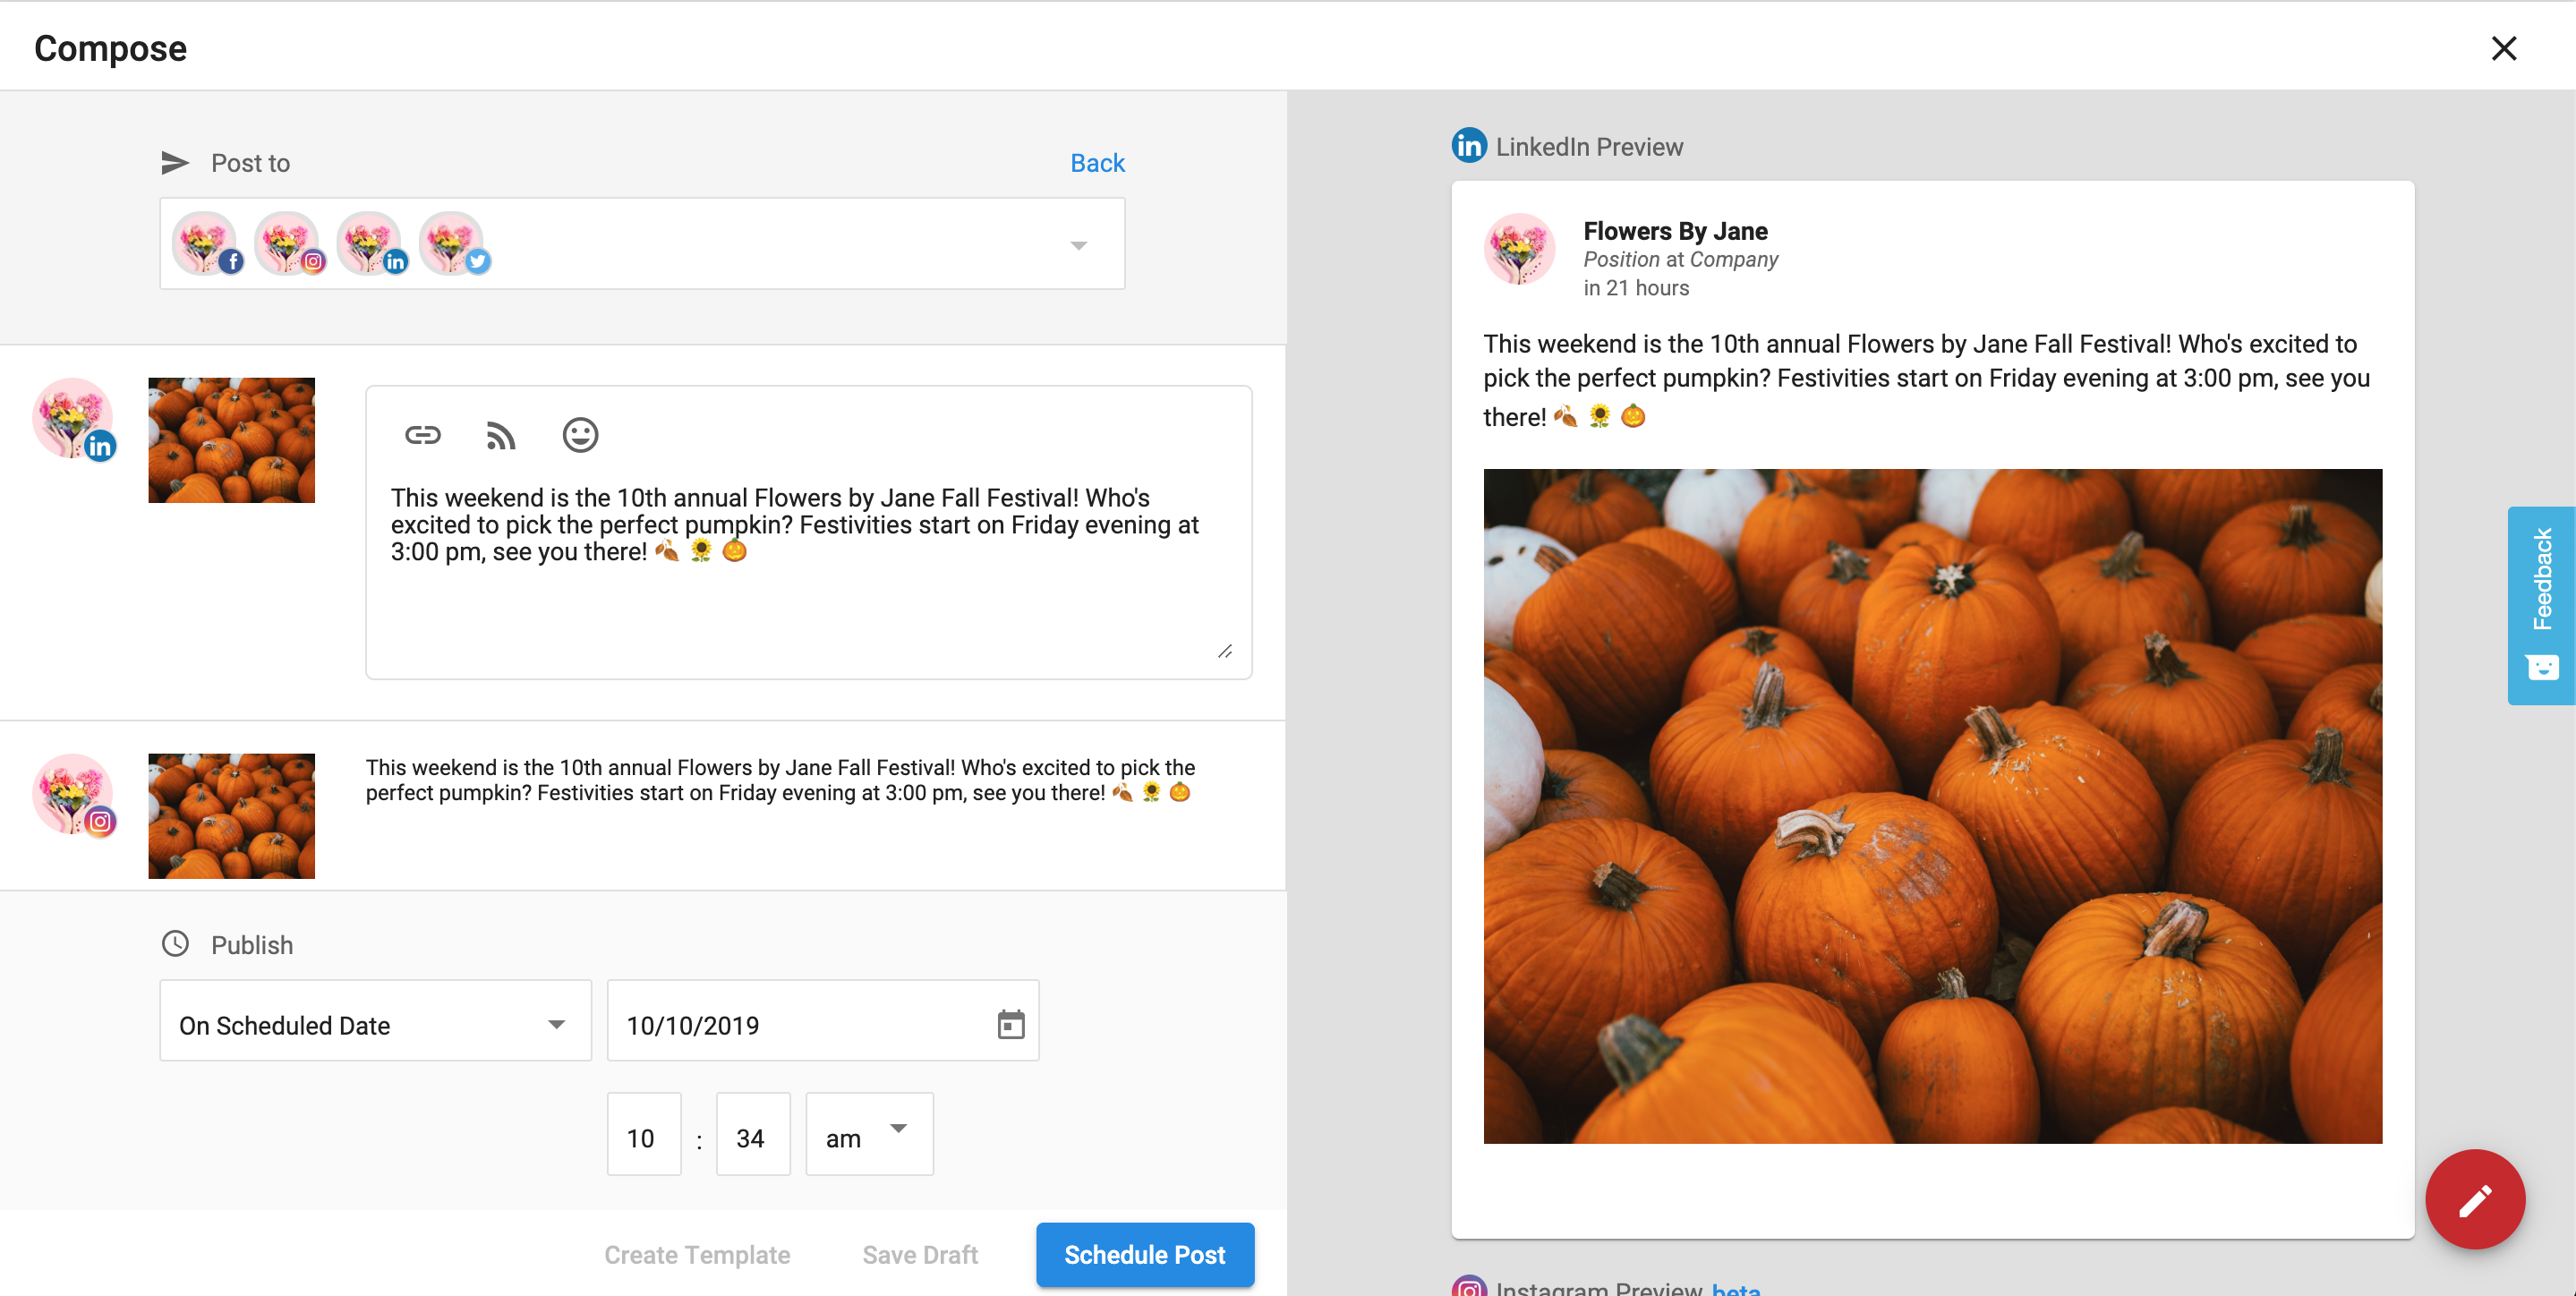 Compose
Post to
Back
This weekend is the 10th annual Flowers by Jane Fall Festival! Who's
excited to pick the perfect pumpkin? Festivities start on Friday evening at
3:00 pm, see you there! 🍂 🌻 🎃
This weekend is the 10th annual Flowers by Jane Fall Festival! Who's excited to pick the
perfect pumpkin? Festivities start on Friday evening at 3:00 pm, see you there! 🍂 🌻 🎃
Publish
On Scheduled Date
10/10/2019
10 : 34 am
Create Template
Save Draft
Schedule Post
LinkedIn Preview
Flowers By Jane
Position at Company
in 21 hours
This weekend is the 10th annual Flowers by Jane Fall Festival! Who's excited to
pick the perfect pumpkin? Festivities start on Friday evening at 3:00 pm, see you
there! 🍂 🌻 🎃
Instagram Preview beta
Feedback